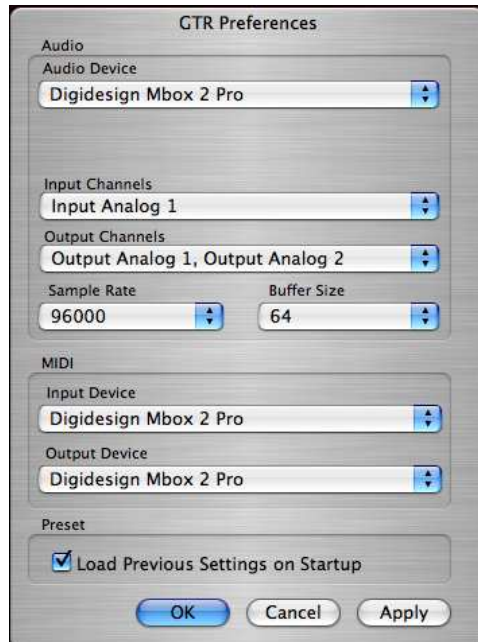 GTR Preferences
Audio
Audio Device
Digidesign Mbox 2 Pro
Input Channels
Input Analog 1
Output Channels
Output Analog 1, Output Analog 2
Sample Rate
Buffer Size
96000
64
MIDI
Input Device
Digidesign Mbox 2 Pro
Output Device
Digidesign Mbox 2 Pro
Preset
Load Previous Settings on Startup
OK
Cancel
Apply